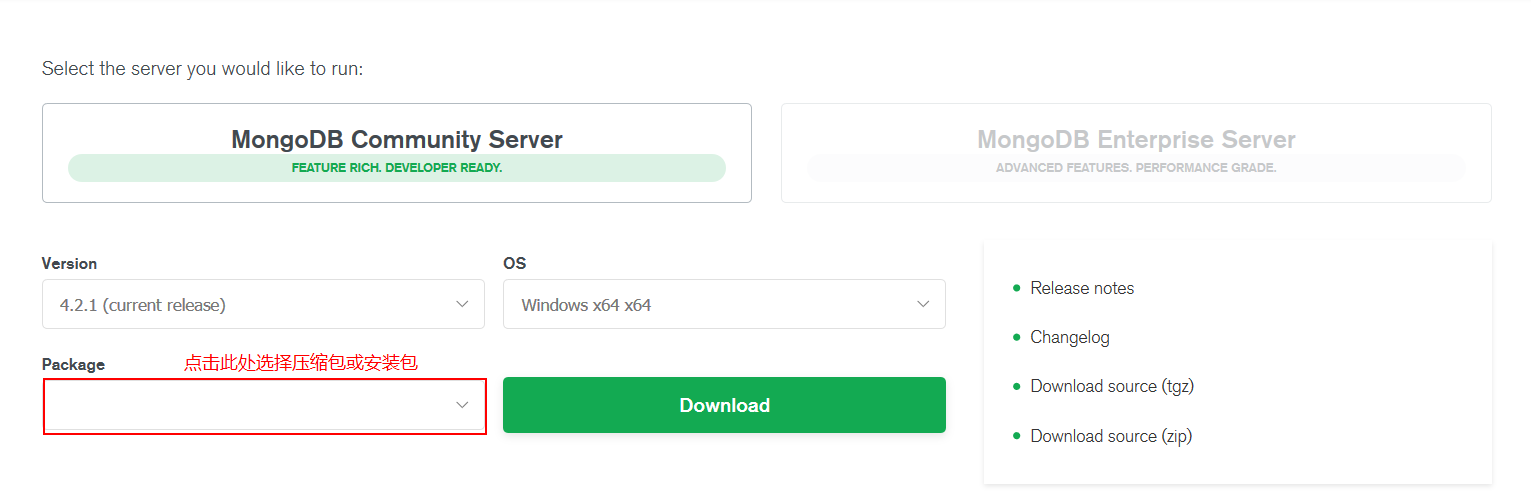 Select the server you would like to run:
MongoDB Community Server
FEATURE RICH. DEVELOPER READY.
MongoDB Enterprise Server
ADVANCED FEATURES. PERFORMANCE GRADE.
Version
4.2.1 (current release)
OS
Windows x64 x64
Package
点击此处选择压缩包或安装包
Download
Release notes
Changelog
Download source (tgz)
Download source (zip)